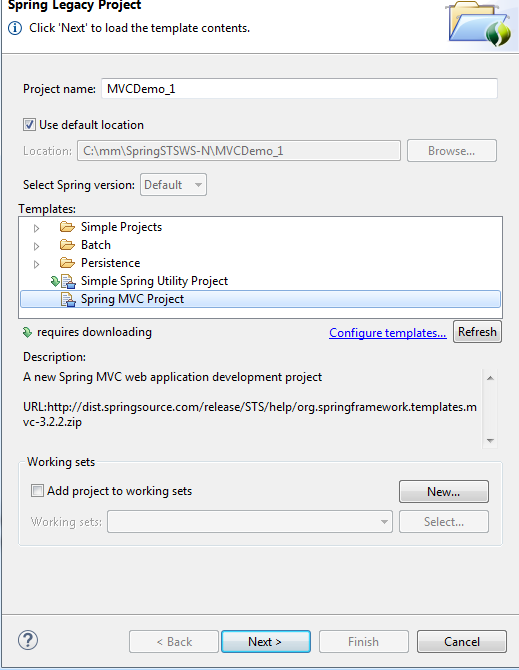 Spring Legacy Project
Click 'Next' to load the template contents.
Project name: MVCDemo_1
Use default location
Location: C:\mm\SpringSTSWS-N\MVCDemo_1 Browse...
Select Spring version: Default
Templates:
Simple Projects
Batch
Persistence
Simple Spring Utility Project
Spring MVC Project
requires downloading Configure templates... Refresh
Description:
A new Spring MVC web application development project
URL:http://dist.springsource.com/release/STS/help/org.springframework.templates.m
vc-3.2.2.zip
Working sets
Add project to working sets New...
Working sets: Select...
? < Back Next > Finish Cancel